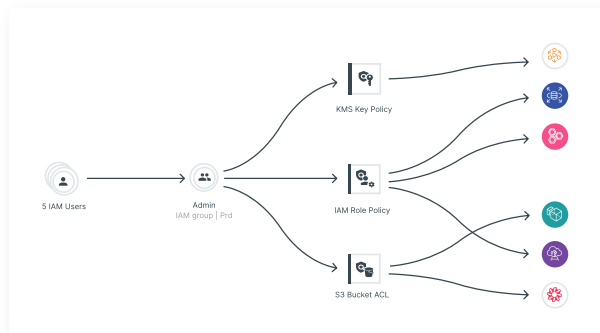 KMS Key Policy
5 IAM Users
Admin
IAM group | Prd
IAM Role Policy
S3 Bucket ACL